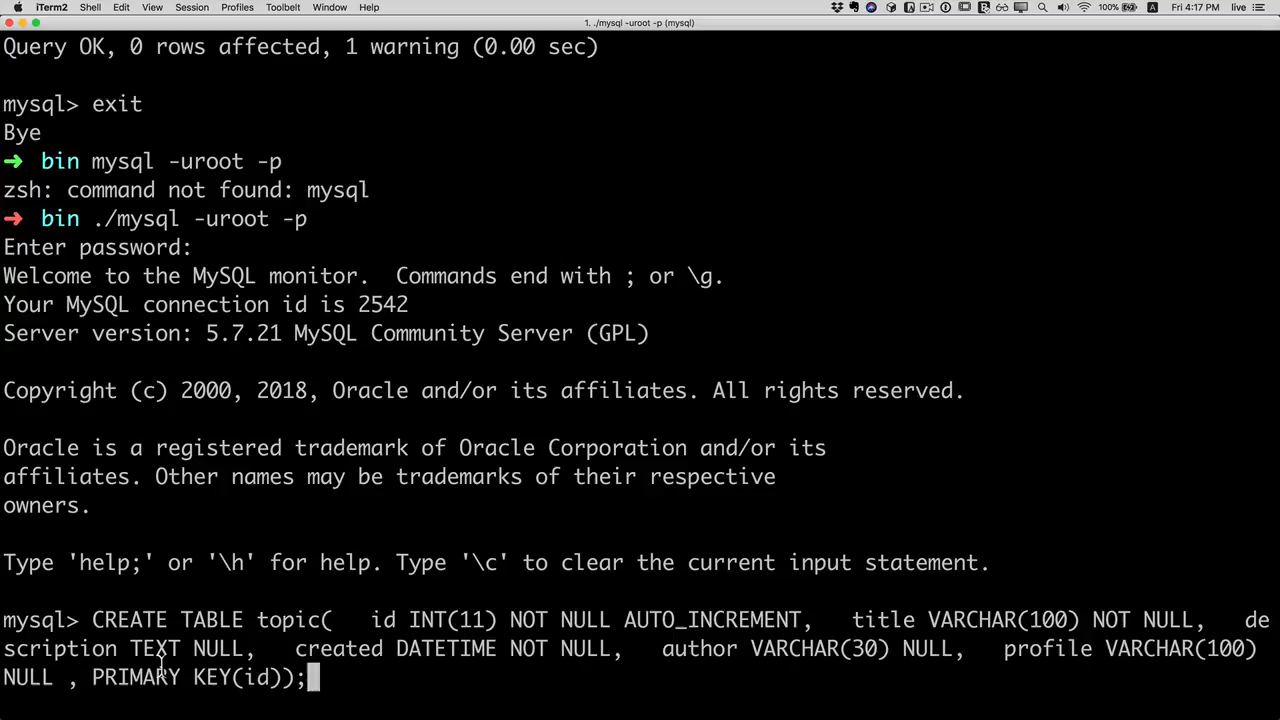 iTerm2 Shell Edit View Session Profiles Toolbelt Window Help 100% A Fri 4:17 PM live
1. ./mysql -uroot -p (mysql)
Query OK, 0 rows affected, 1 warning (0.00 sec)
mysql> exit
Bye
➜ bin mysql -uroot -p
zsh: command not found: mysql
➜ bin ./mysql -uroot -p
Enter password:
Welcome to the MySQL monitor. Commands end with ; or \g.
Your MySQL connection id is 2542
Server version: 5.7.21 MySQL Community Server (GPL)
Copyright (c) 2000, 2018, Oracle and/or its affiliates. All rights reserved.
Oracle is a registered trademark of Oracle Corporation and/or its
affiliates. Other names may be trademarks of their respective
owners.
Type 'help;' or '\h' for help. Type '\c' to clear the current input statement.
mysql> CREATE TABLE topic( id INT(11) NOT NULL AUTO_INCREMENT, title VARCHAR(100) NOT NULL, de
scription TEXT NULL, created DATETIME NOT NULL, author VARCHAR(30) NULL, profile VARCHAR(100)
NULL , PRIMARY KEY(id));